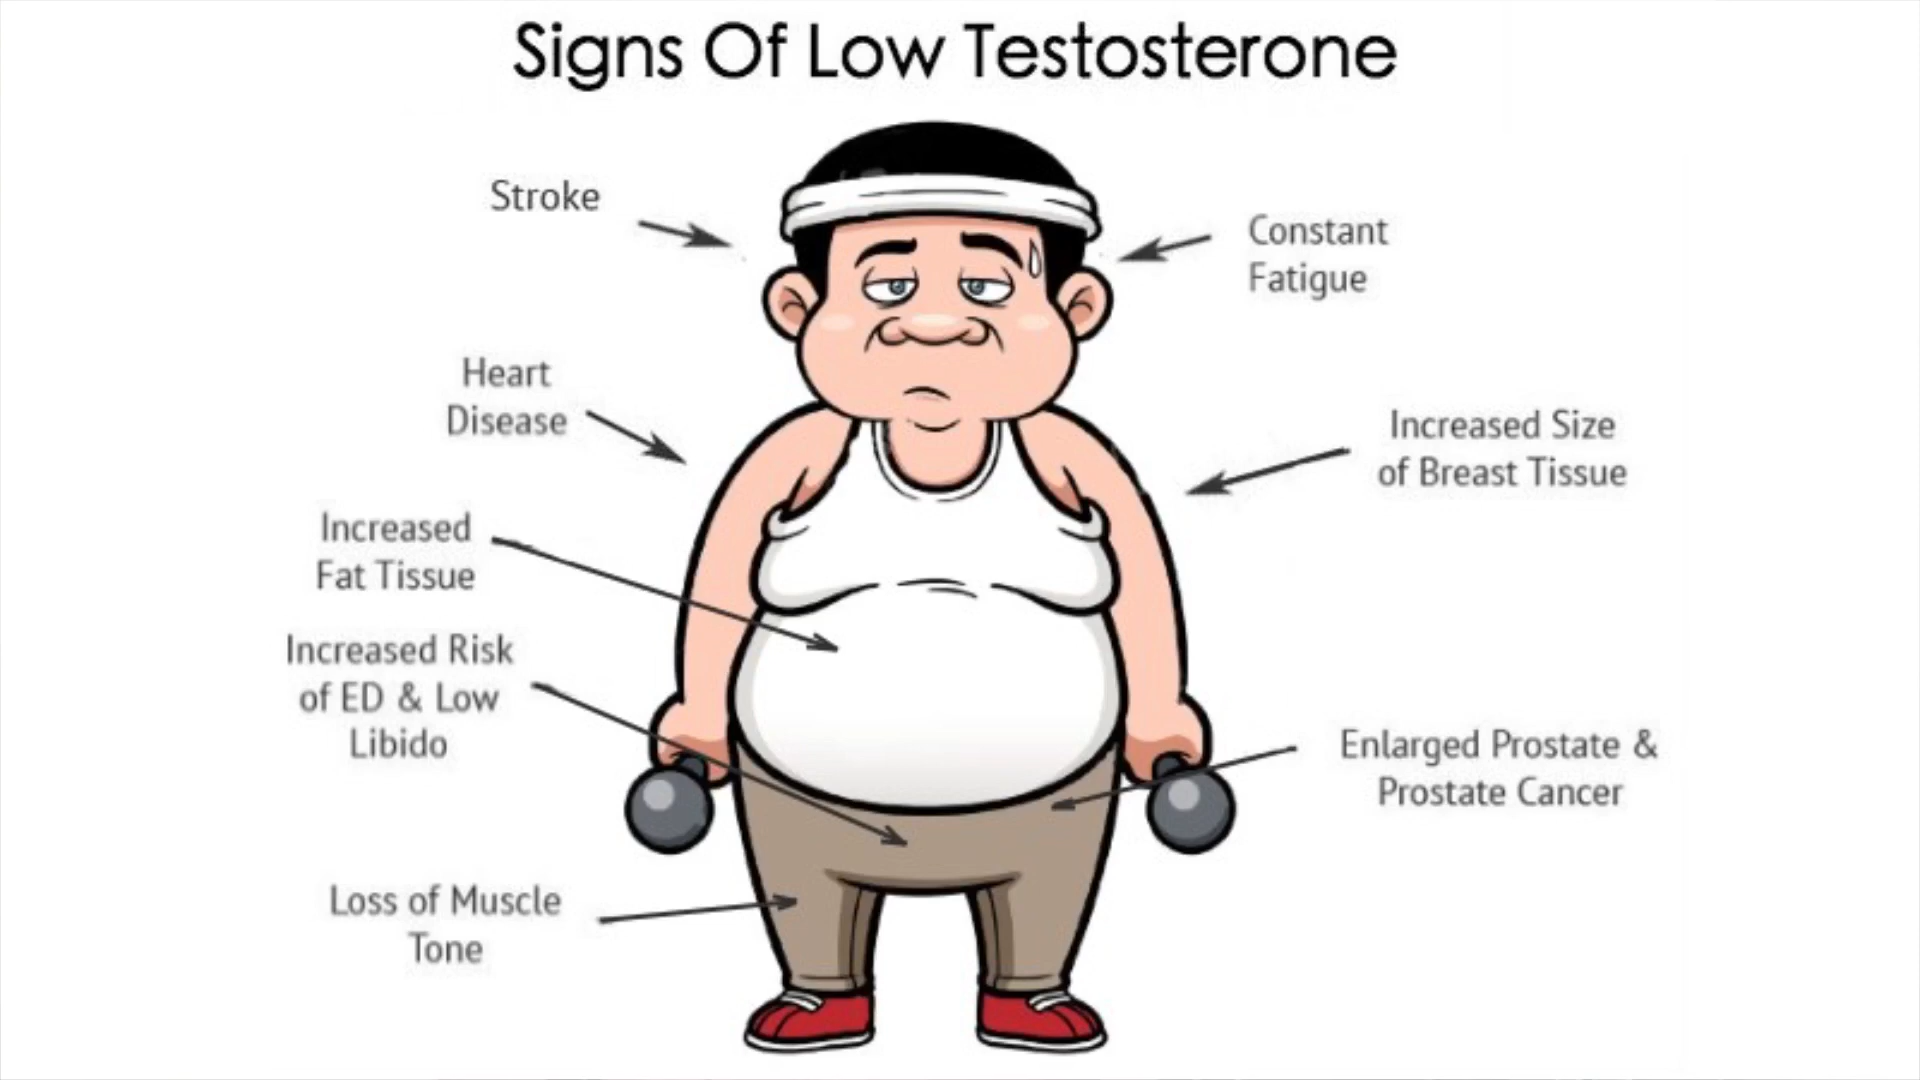 Signs Of Low Testosterone
Stroke
Constant
Fatigue
Heart
Disease
Increased Size
of Breast Tissue
Increased
Fat Tissue
Increased Risk
of ED & Low
Libido
Enlarged Prostate &
Prostate Cancer
Loss of Muscle
Tone